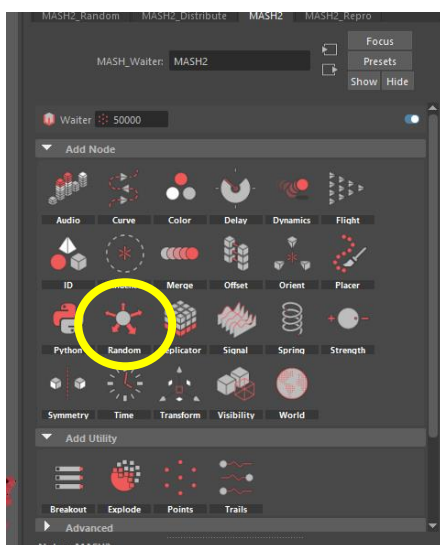 MASH2_Random MASH2_Distribute MASH2 MASH2_Repro
Focus
MASH_Waiter: MASH2 Presets
Show Hide
Waiter 50000
Add Node
Audio Curve Color Delay Dynamics Flight
ID Merge Offset Orient Placer
Python Random Replicator Signal Spring Strength
Symmetry Time Transform Visibility World
Add Utility
Breakout Explode Points Trails
Advanced